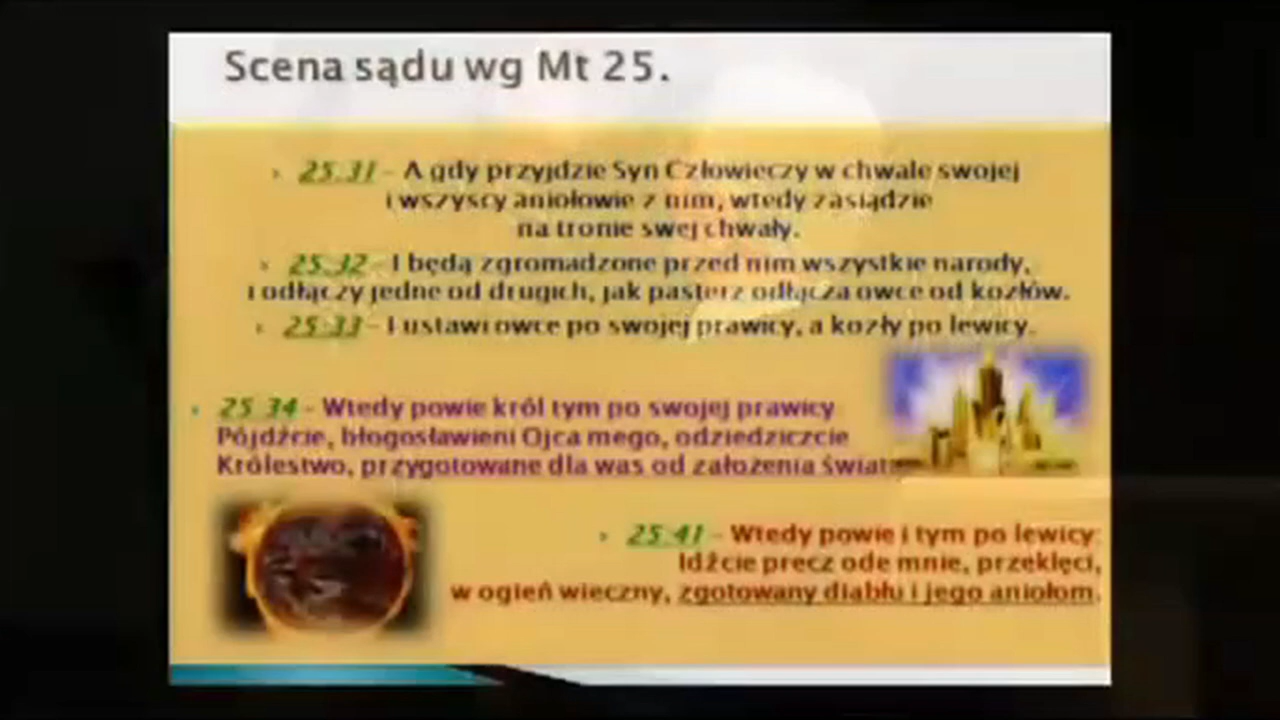 Scena sądu wg Mt 25.
25:31 - A gdy przyjdzie Syn Człowieczy w chwale swojej
i wszyscy aniołowie z nim, wtedy zasiądzie
na tronie swej chwały.
25:32 - I będą zgromadzone przed nim wszystkie narody,
i odłączy jedne od drugich, jak pasterz odłącza owce od kozłów.
25:33 - I ustawi owce po swojej prawicy, a kozły po lewicy.
25:34 - Wtedy powie król tym po swojej prawicy
Pójdźcie, błogosławieni Ojca mego, odziedziczcie
Królestwo, przygotowane dla was od założenia świata
25:41 - Wtedy powie i tym po lewicy:
Idźcie precz ode mnie, przeklęci,
w ogień wieczny, zgotowany diabłu i jego aniołom.